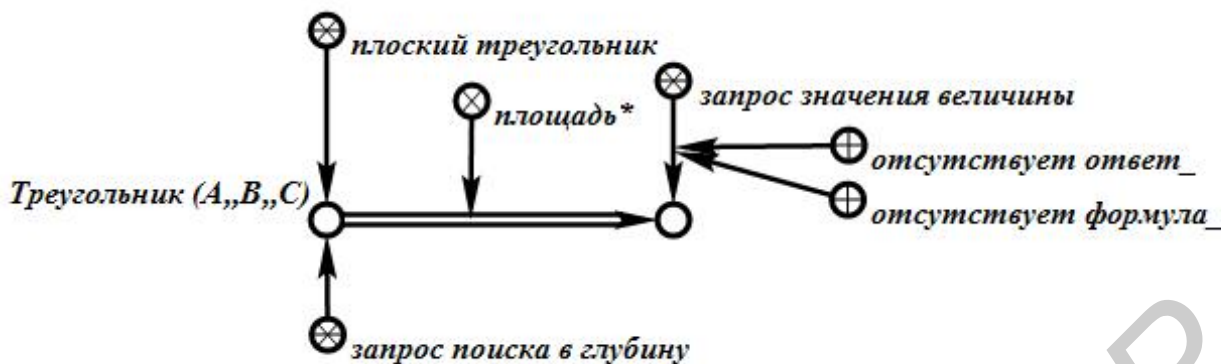 плоский треугольник
запрос значения величины
площадь*
отсутствует ответ_
Треугольник (A,,B,,C)
отсутствует формула_
запрос поиска в глубину